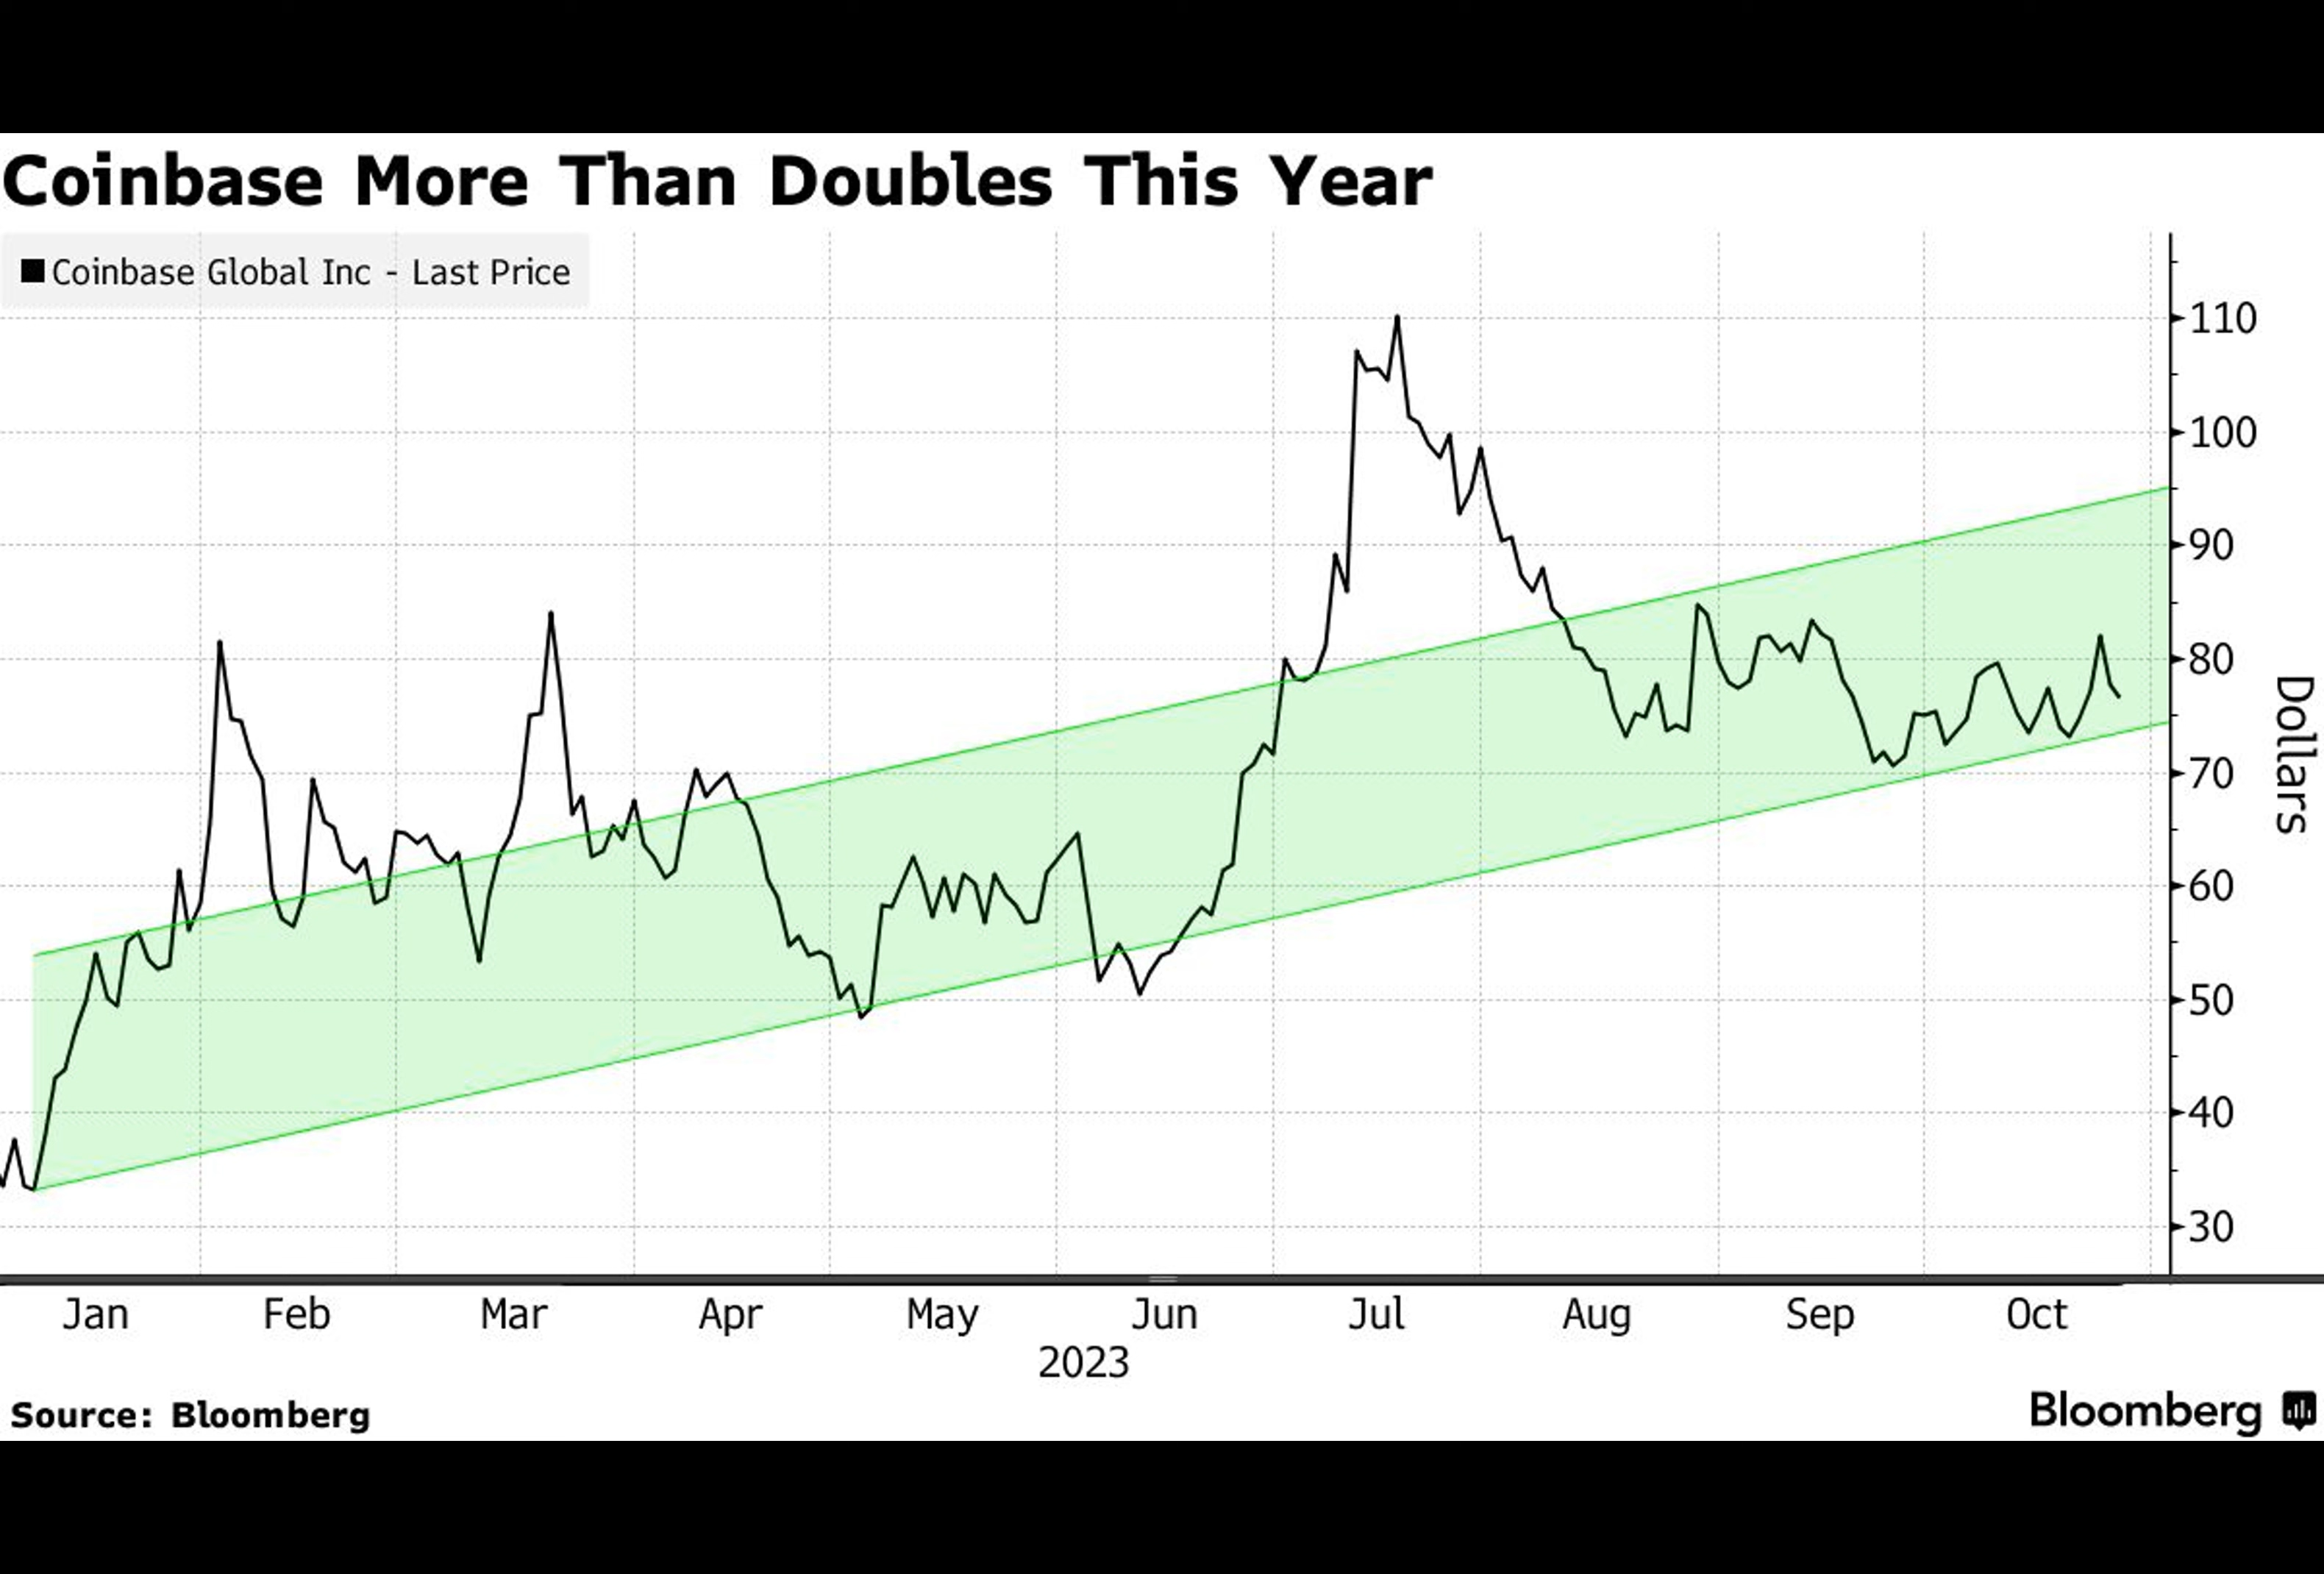 Coinbase More Than Doubles This Year
Coinbase Global Inc - Last Price
110
100
90
80
70
60
50
40
30
Dollars
Jan Feb Mar Apr May Jun Jul Aug Sep Oct
2023
Source: Bloomberg
Bloomberg